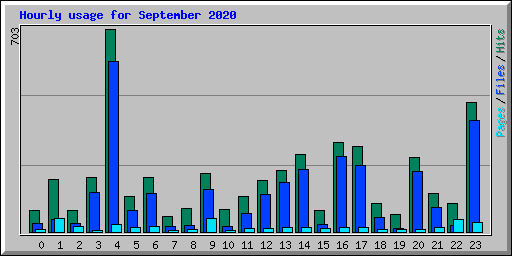 Hourly usage for September 2020
703
Pages / Files / Hits
0 1 2 3 4 5 6 7 8 9 10 11 12 13 14 15 16 17 18 19 20 21 22 23